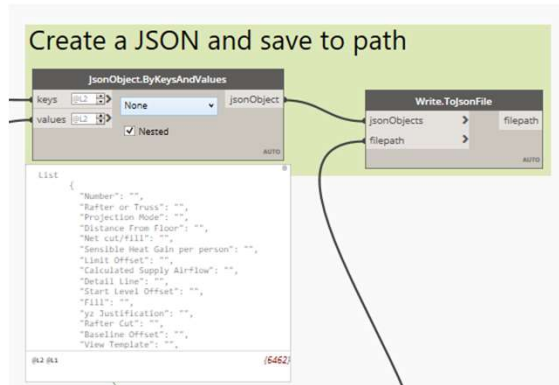 Create a JSON and save to path
JsonObject.ByKeysAndValues
keys @L2 None jsonObject
values @L2 Nested
AUTO
Write.ToJsonFile
jsonObjects filepath
filepath
AUTO
List
{
"Number": "",
"Rafter or Truss": "",
"Projection Mode": "",
"Distance From Floor": "",
"Net cut/fill": "",
"Sensible Heat Gain per person": "",
"Limit Offset": "",
"Calculated Supply Airflow": "",
"Detail Line": "",
"Start Level Offset": "",
"Fill": "",
"yz Justification": "",
"Rafter Cut": "",
"Baseline Offset": "",
"View Template": "",
@L2 @L1 {6462}